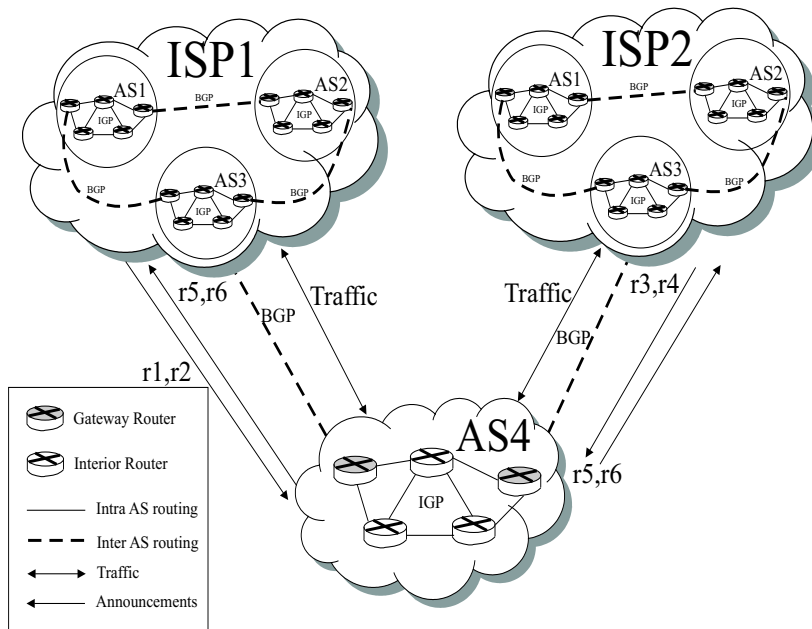 ISP1
AS1
IGP
BGP
AS2
IGP
BGP
BGP
AS3
IGP
ISP2
AS1
IGP
BGP
AS2
IGP
BGP
BGP
AS3
IGP
r5,r6
BGP
Traffic
r1,r2
Traffic
BGP
r3,r4
r5,r6
AS4
IGP
Gateway Router
Interior Router
Intra AS routing
Inter AS routing
Traffic
Announcements